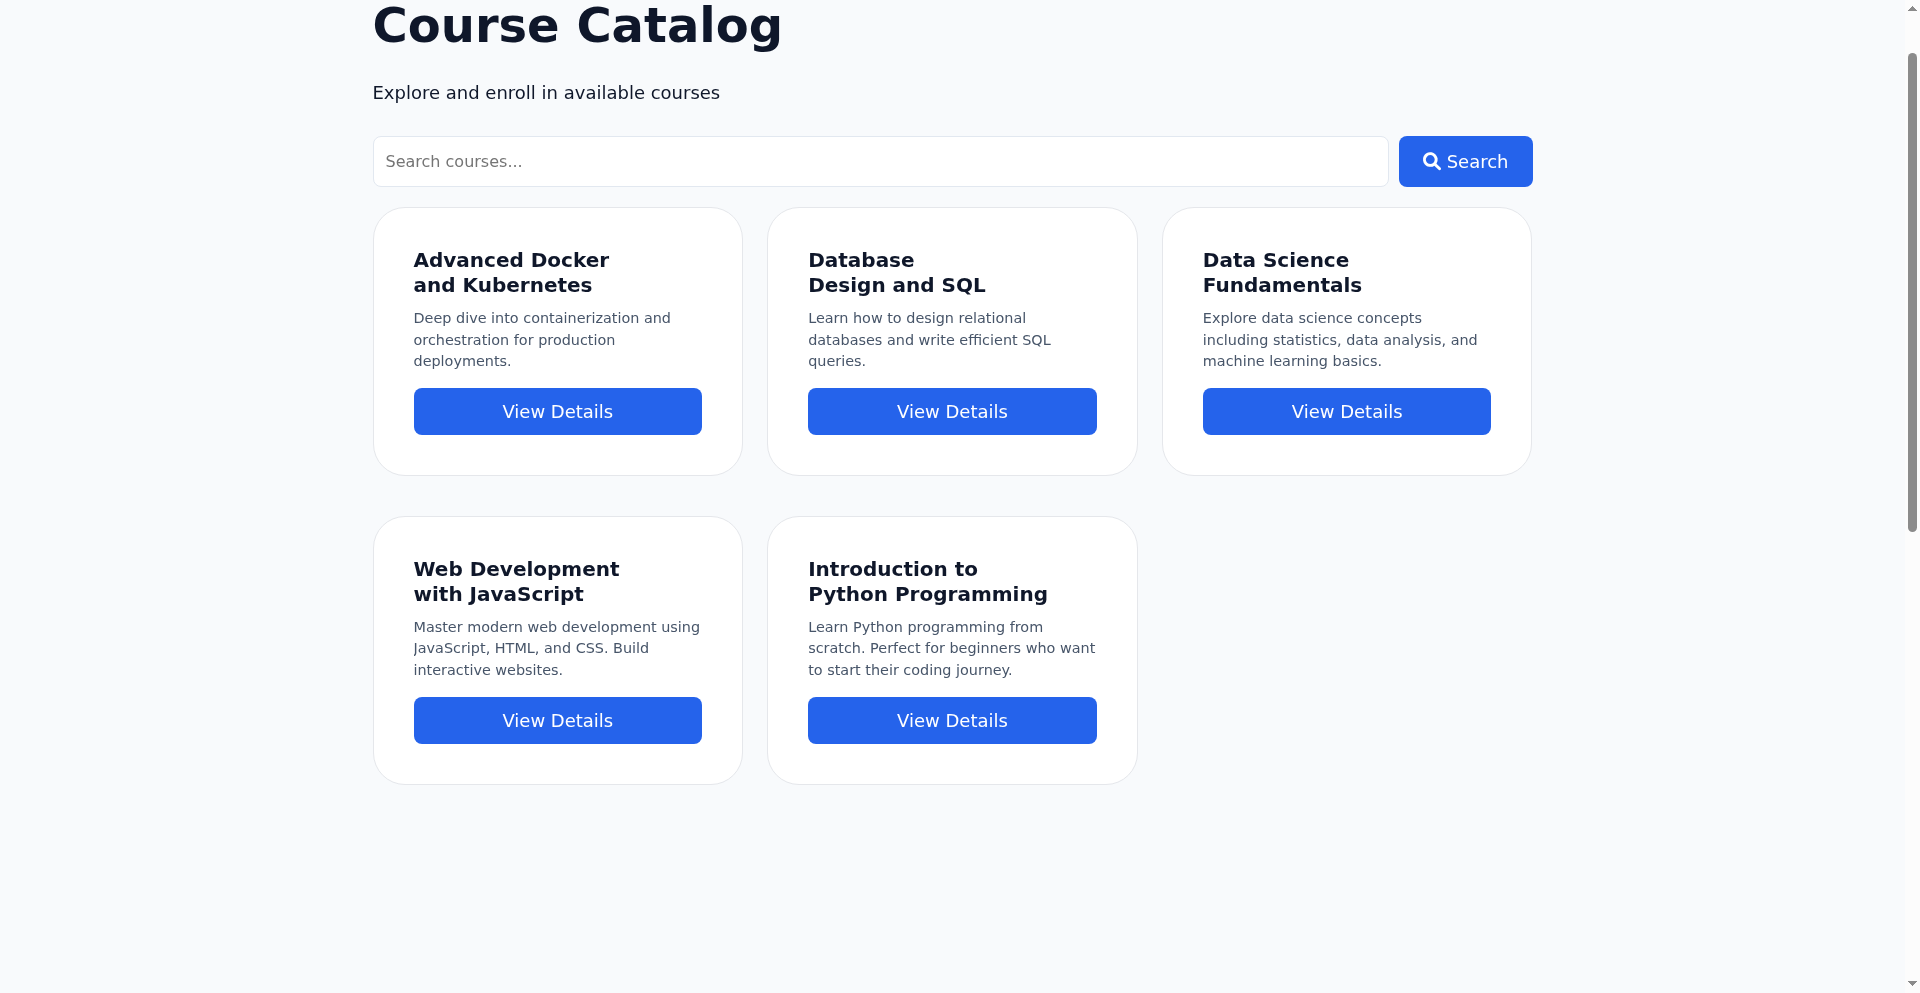 Course Catalog
Explore and enroll in available courses
Search courses...
Search
Advanced Docker
and Kubernetes
Deep dive into containerization and
orchestration for production
deployments.
View Details
Database
Design and SQL
Learn how to design relational
databases and write efficient SQL
queries.
View Details
Data Science
Fundamentals
Explore data science concepts
including statistics, data analysis, and
machine learning basics.
View Details
Web Development
with JavaScript
Master modern web development using
JavaScript, HTML, and CSS. Build
interactive websites.
View Details
Introduction to
Python Programming
Learn Python programming from
scratch. Perfect for beginners who want
to start their coding journey.
View Details